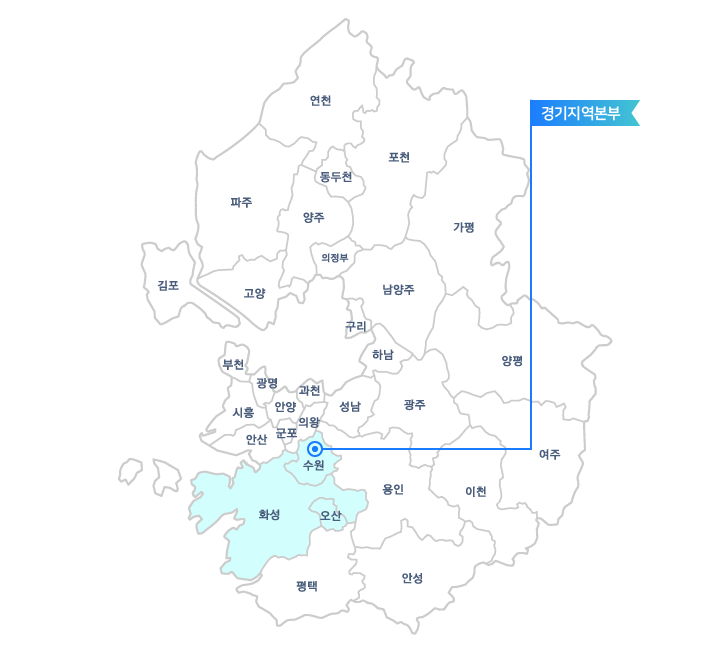 연천
경기지역본부
포천
동두천
파주
양주
가평
의정부
김포
고양
남양주
구리
하남
부천
양평
광명
과천
시흥
안양
성남
광주
의왕
군포
안산
여주
수원
용인
이천
화성
오산
평택
안성